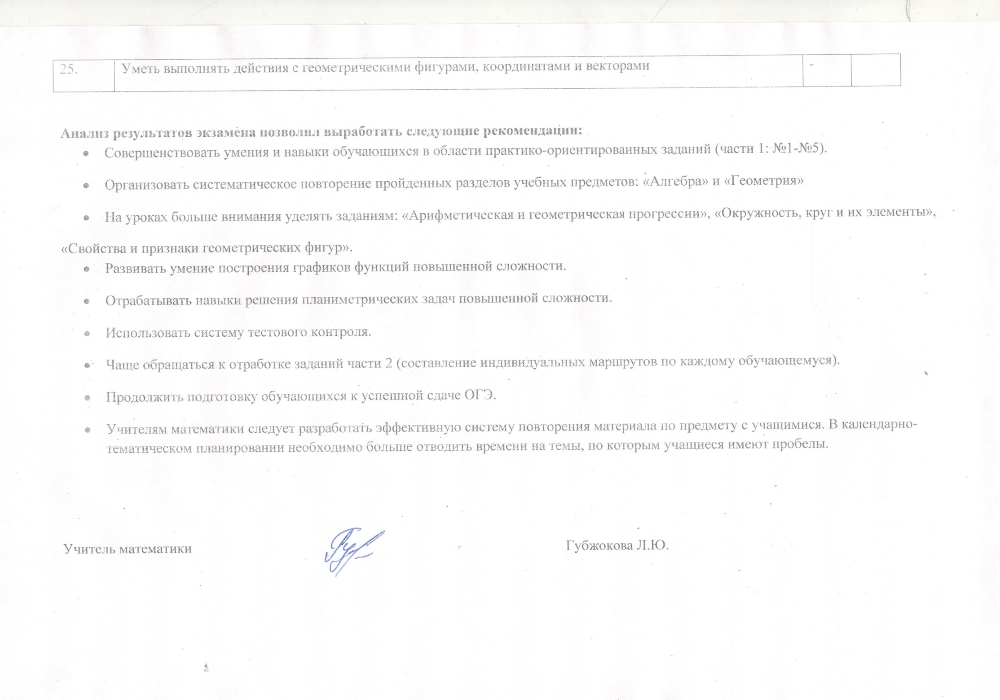 25. Уметь выполнять действия с геометрическими фигурами, координатами и векторами -
Анализ результатов экзамена позволил выработать следующие рекомендации:
• Совершенствовать умения и навыки обучающихся в области практико-ориентированных заданий (части 1: №1-№5).
• Организовать систематическое повторение пройденных разделов учебных предметов: «Алгебра» и «Геометрия»
• На уроках больше внимания уделять заданиям: «Арифметическая и геометрическая прогрессии», «Окружность, круг и их элементы»,
«Свойства и признаки геометрических фигур».
• Развивать умение построения графиков функций повышенной сложности.
• Отрабатывать навыки решения планиметрических задач повышенной сложности.
• Использовать систему тестового контроля.
• Чаще обращаться к отработке заданий части 2 (составление индивидуальных маршрутов по каждому обучающемуся).
• Продолжить подготовку обучающихся к успешной сдаче ОГЭ.
• Учителям математики следует разработать эффективную систему повторения материала по предмету с учащимися. В календарно-
тематическом планировании необходимо больше отводить времени на темы, по которым учащиеся имеют пробелы.
Учитель математики Губжокова Л.Ю.